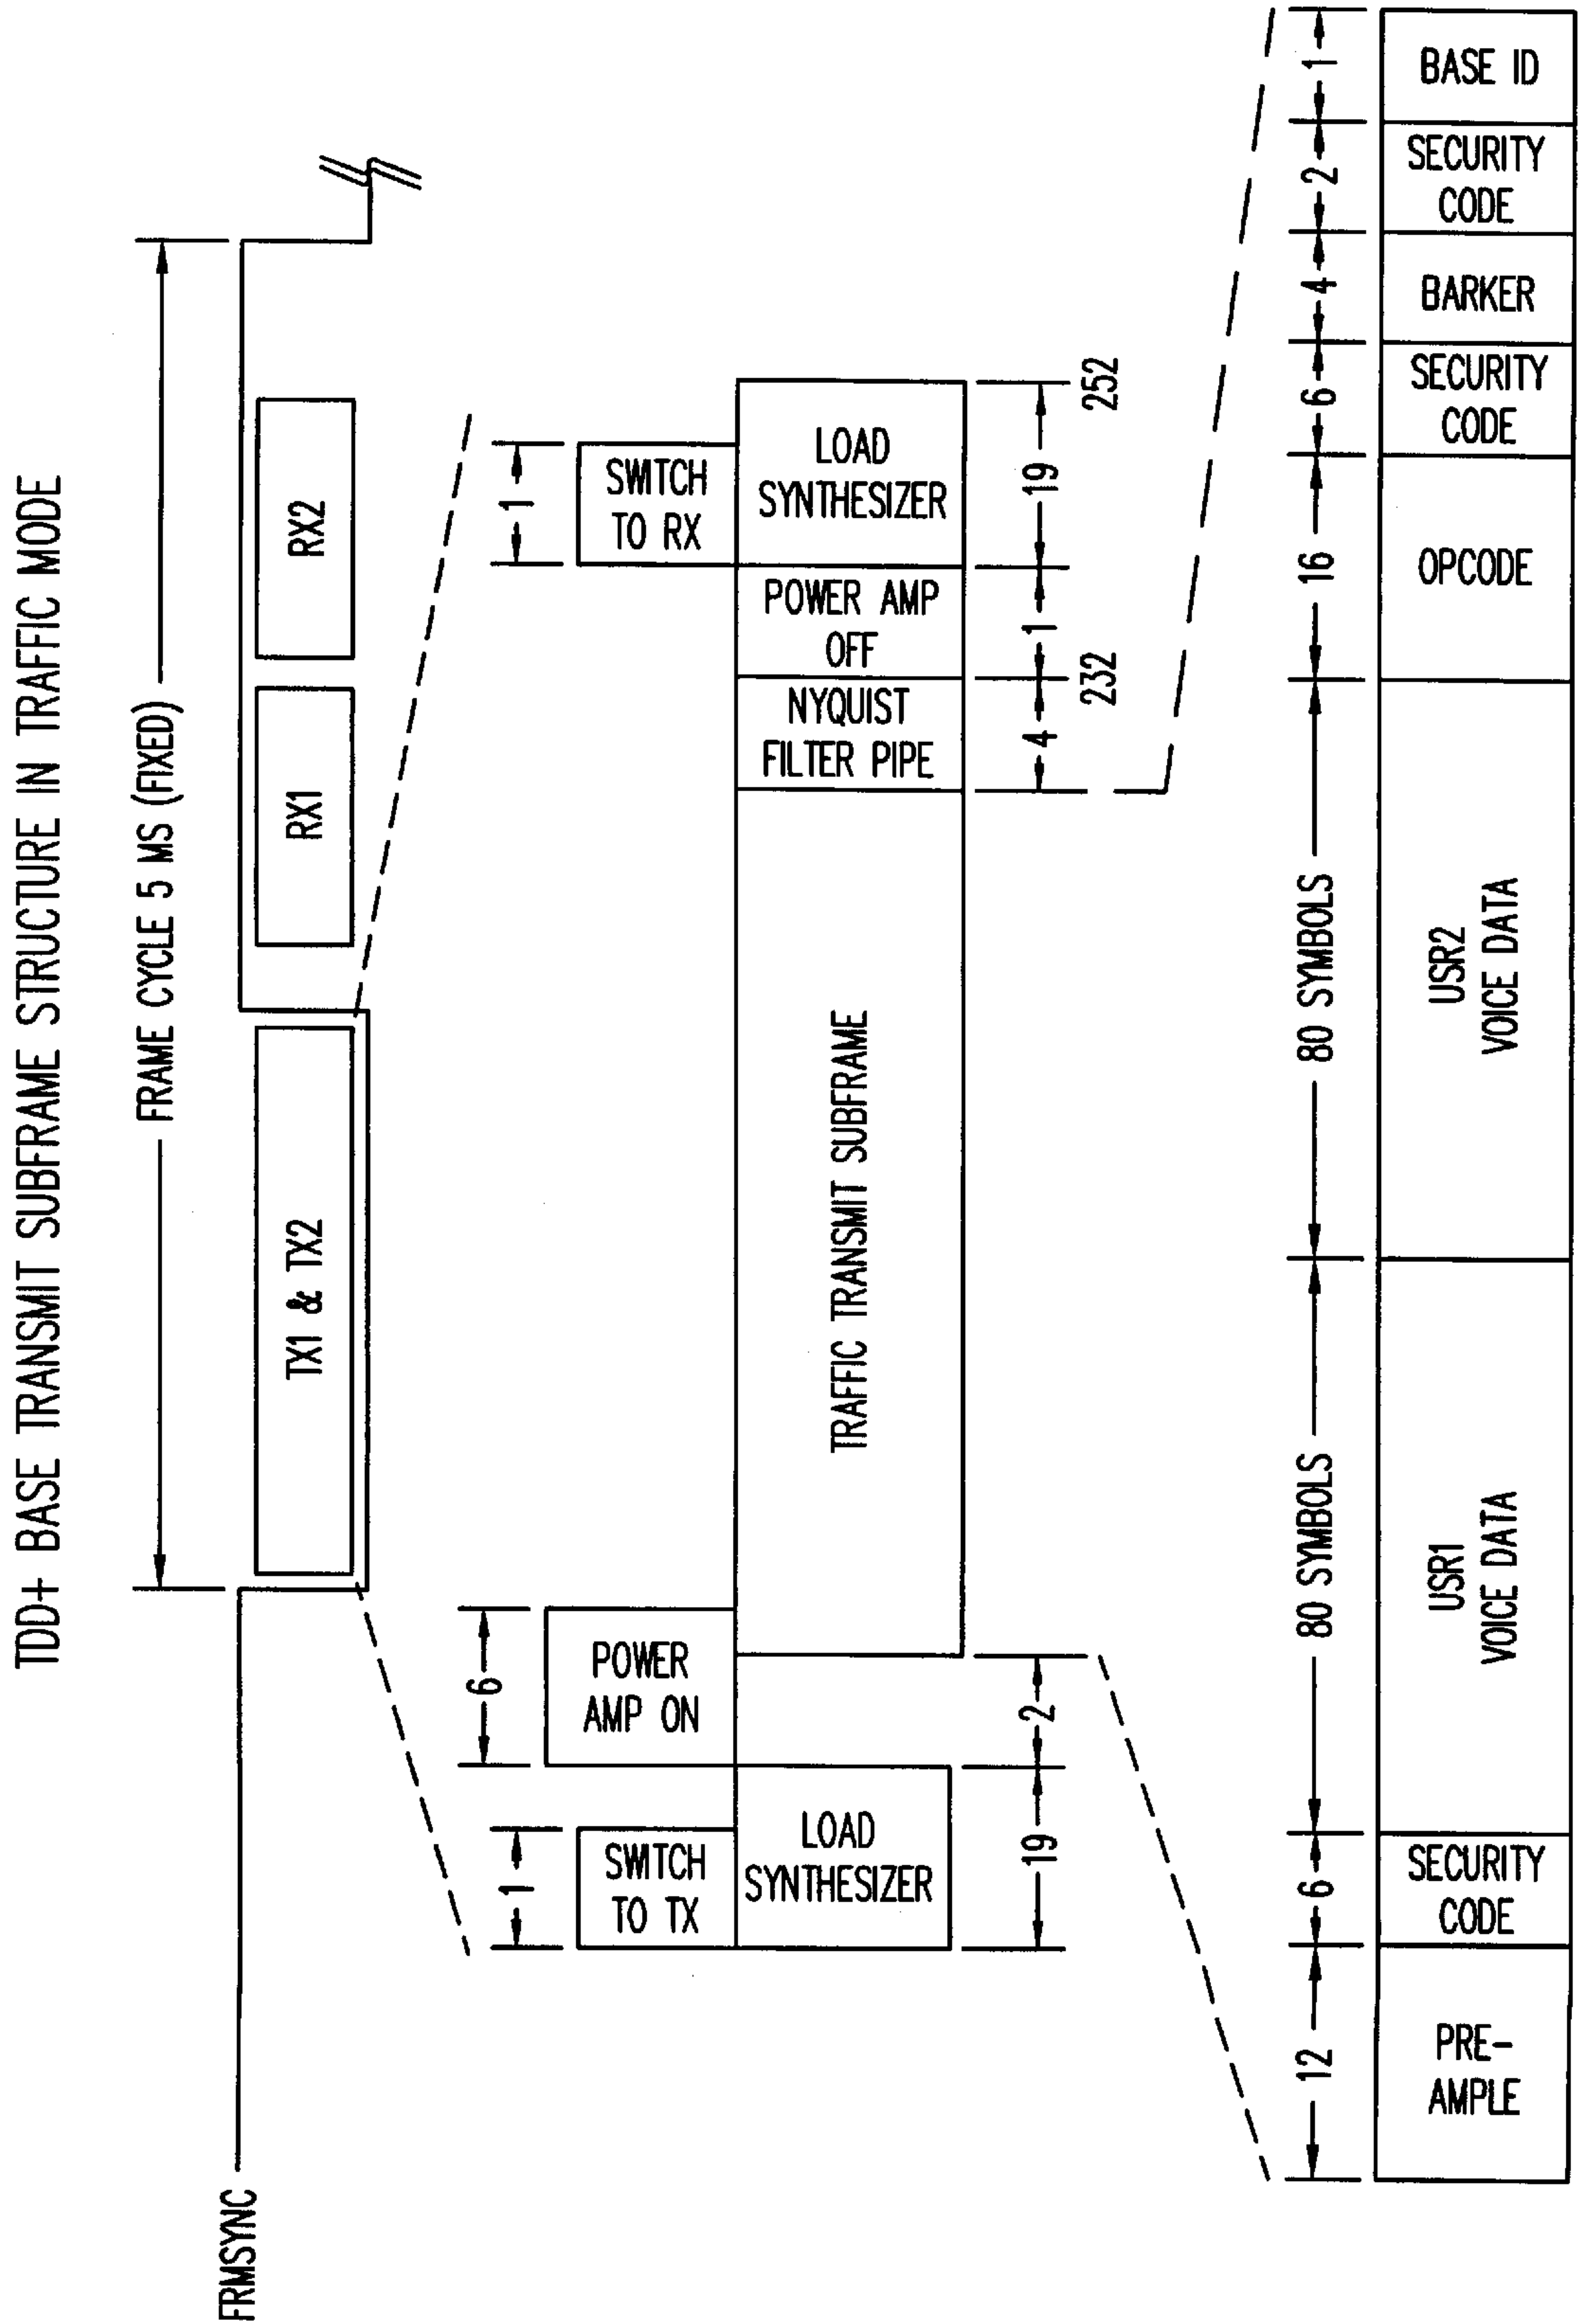 TDD+ BASE TRANSMIT SUBFRAME STRUCTURE IN TRAFFIC MODE
FRAME CYCLE 5 MS (FIXED)
FRMSYNC
TX1 & TX2
RX1
RX2
1
6
1
SWITCH
TO TX
POWER
AMP ON
SWITCH
TO RX
LOAD
SYNTHESIZER
TRAFFIC TRANSMIT SUBFRAME
NYQUIST
FILTER PIPE
POWER AMP
OFF
LOAD
SYNTHESIZER
19
2
4
1
19
232
252
12
6
80 SYMBOLS
80 SYMBOLS
16
6
4
2
1
PRE-
AMPLE
SECURITY
CODE
USR1
VOICE DATA
USR2
VOICE DATA
OPCODE
SECURITY
CODE
BARKER
SECURITY
CODE
BASE ID